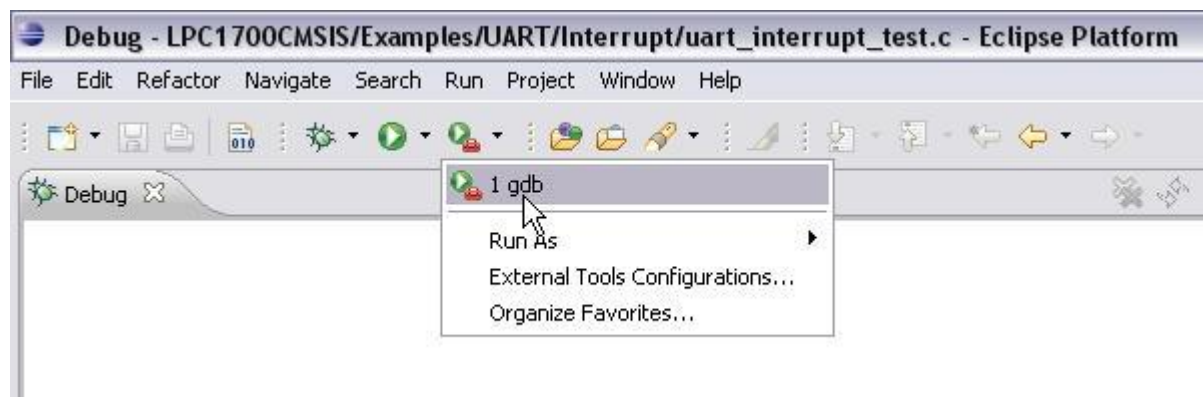 Debug - LPC1700CMSIS/Examples/UART/Interrupt/uart_interrupt_test.c - Eclipse Platform
File Edit Refactor Navigate Search Run Project Window Help
010
Debug
1 gdb
Run As
External Tools Configurations...
Organize Favorites...